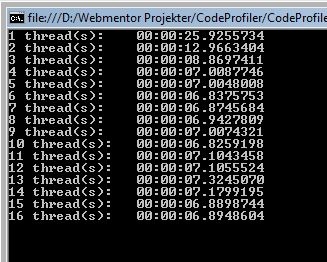 file:///D:/Webmentor Projekter/CodeProfiler/CodeProfile
1 thread(s): 00:00:25.9255734
2 thread(s): 00:00:12.9663404
3 thread(s): 00:00:08.8697411
4 thread(s): 00:00:07.0087746
5 thread(s): 00:00:07.0048008
6 thread(s): 00:00:06.8375753
7 thread(s): 00:00:06.8745684
8 thread(s): 00:00:06.9427809
9 thread(s): 00:00:07.0074321
10 thread(s): 00:00:06.8259198
11 thread(s): 00:00:07.1043458
12 thread(s): 00:00:07.1055524
13 thread(s): 00:00:07.3245070
14 thread(s): 00:00:07.1799195
15 thread(s): 00:00:06.8898744
16 thread(s): 00:00:06.8948604